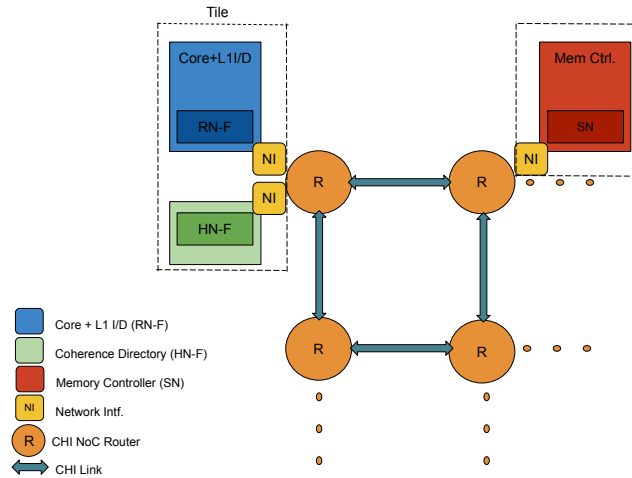 Tile
Core+L1I/D
Mem Ctrl.
RN-F
SN
NI
NI
NI
R
R
HN-F
R
R
Core + L1 I/D (RN-F)
Coherence Directory (HN-F)
Memory Controller (SN)
NI Network Intf.
R CHI NoC Router
CHI Link